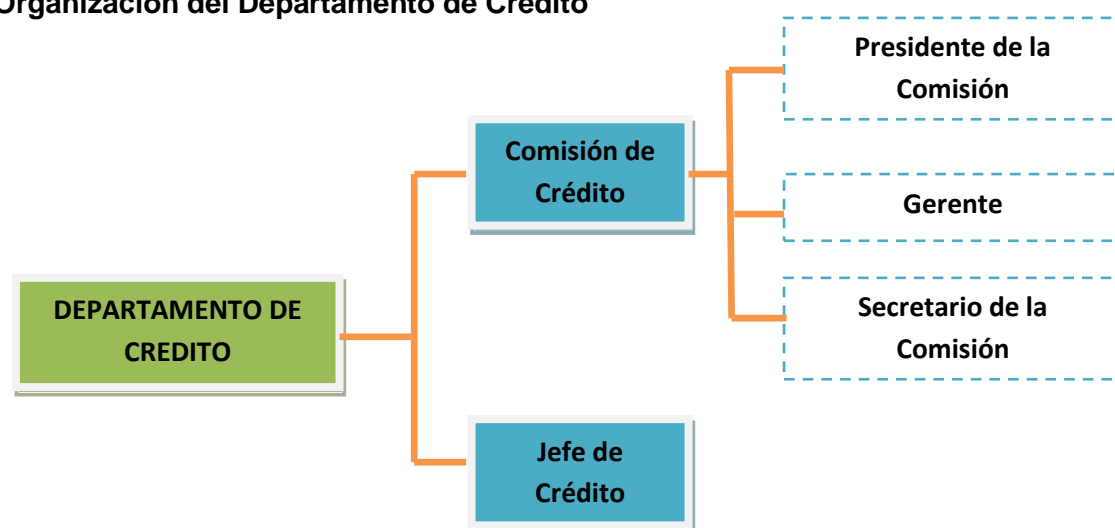 Organización del Departamento de Crédito
Presidente de la
Comisión
Comisión de
Crédito
Gerente
DEPARTAMENTO DE
CREDITO
Secretario de la
Comisión
Jefe de
Crédito